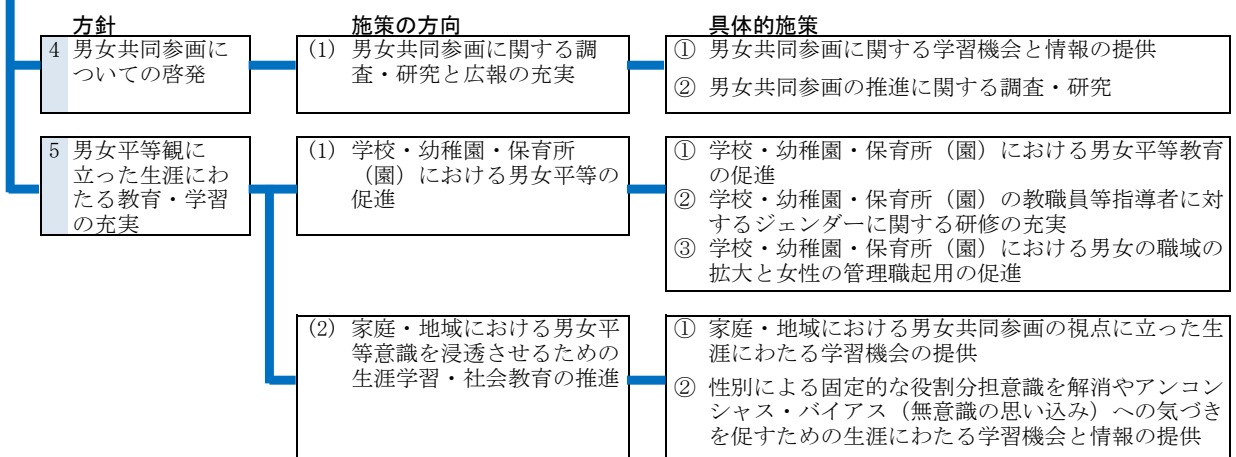 方針 施策の方向 具体的施策
4 男女共同参画に
ついての啓発
(1) 男女共同参画に関する調
査・研究と広報の充実
① 男女共同参画に関する学習機会と情報の提供
② 男女共同参画の推進に関する調査・研究
5 男女平等観に
立った生涯にわ
たる教育・学習
の充実
(1) 学校・幼稚園・保育所
（園）における男女平等の
促進
① 学校・幼稚園・保育所（園）における男女平等教育
の促進
② 学校・幼稚園・保育所（園）の教職員等指導者に対
するジェンダーに関する研修の充実
③ 学校・幼稚園・保育所（園）における男女の職域の
拡大と女性の管理職起用の促進
(2) 家庭・地域における男女平
等意識を浸透させるための
生涯学習・社会教育の推進
① 家庭・地域における男女共同参画の視点に立った生
涯にわたる学習機会の提供
② 性別による固定的な役割分担意識を解消やアンコン
シャス・バイアス（無意識の思い込み）への気づき
を促すための生涯にわたる学習機会と情報の提供